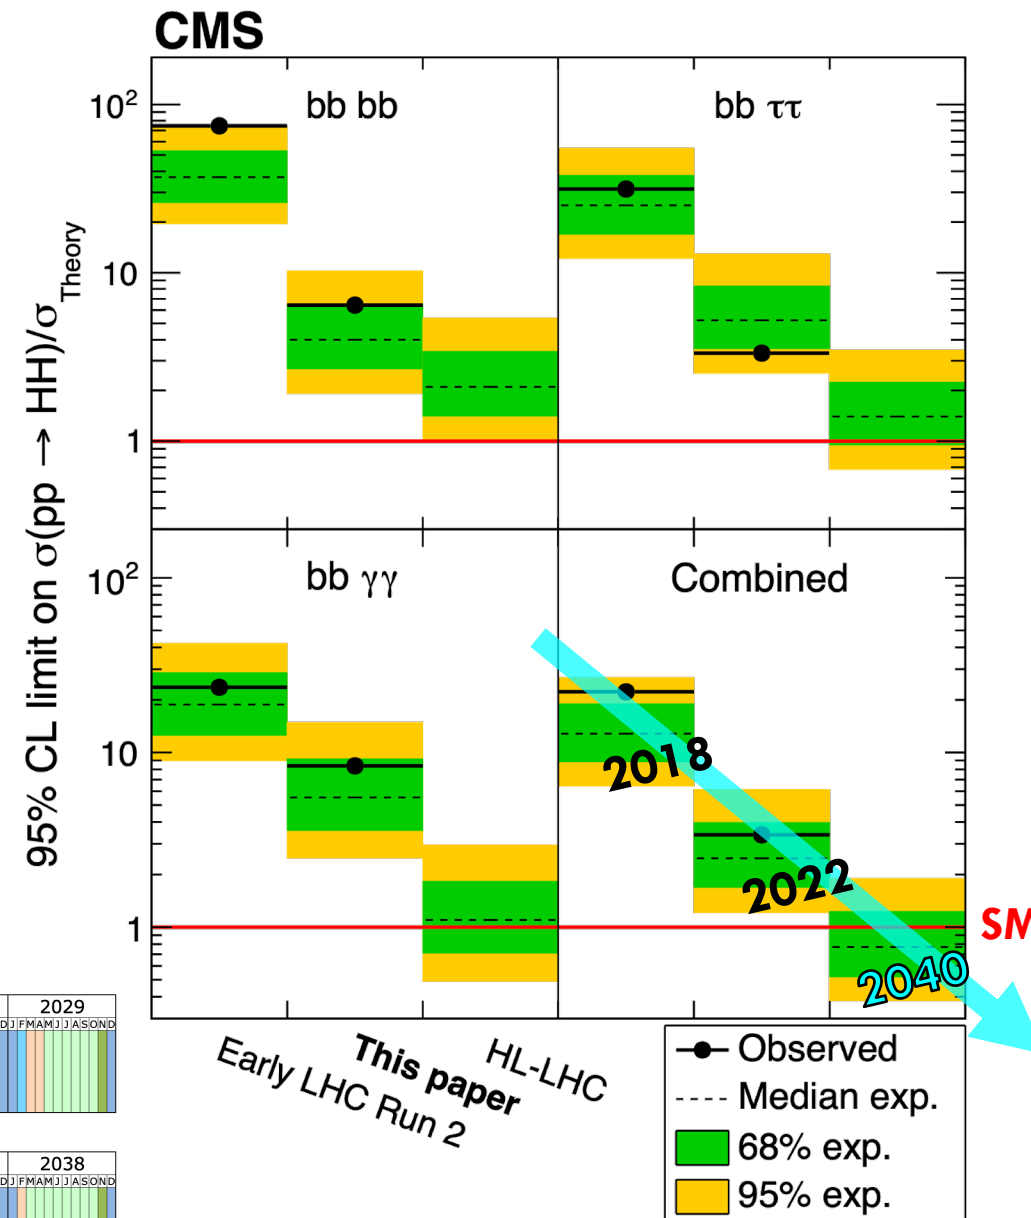 CMS
95% CL limit on σ(pp → HH)/σ_Theory
10²
10
1
bb bb
bb ττ
10²
10
1
bb γγ
Combined
2018
2022
2040
Early LHC Run 2
This paper
HL-LHC
Observed
Median exp.
68% exp.
95% exp.
2029
D J F M A M J J A S O N D
2038
D J F M A M J J A S O N D